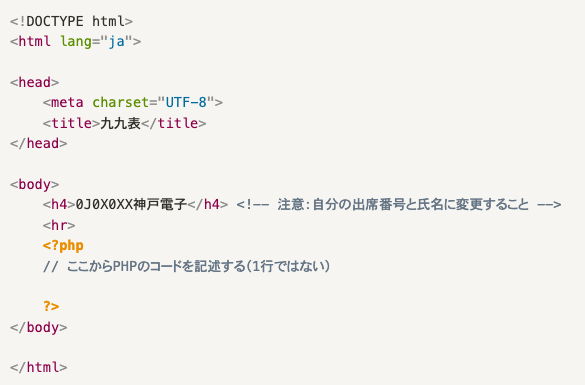 <!DOCTYPE html>
<html lang="ja">
<head>
    <meta charset="UTF-8">
    <title>九九表</title>
</head>
<body>
    <h4>0J0X0XX神戸電子</h4> <!-- 注意:自分の出席番号と氏名に変更すること -->
    <hr>
    <?php
    // ここからPHPのコードを記述する(1行ではない)
    ?>
</body>
</html>